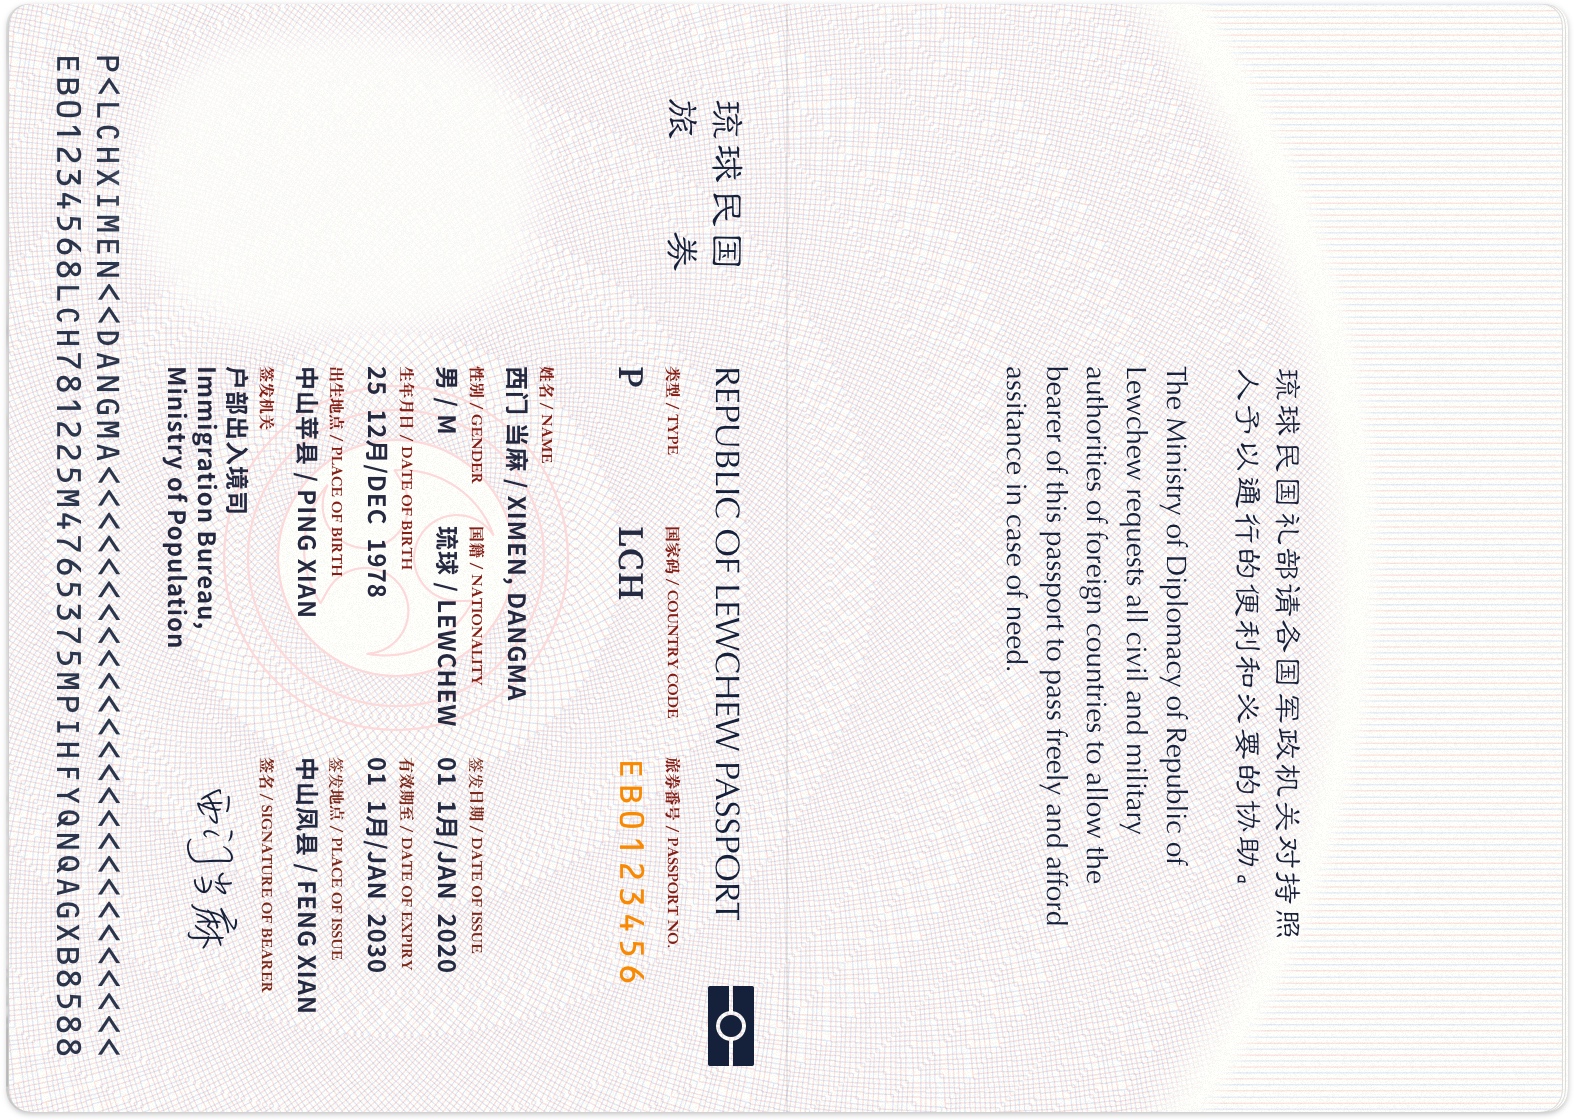 琉球民国礼部请各国军政机关对持照
人予以通行的便利和必要的协助。
The Ministry of Diplomacy of Republic of
Lewchew requests all civil and military
authorities of foreign countries to allow the
bearer of this passport to pass freely and afford
assitance in case of need.
琉球民国
旅 券
REPUBLIC OF LEWCHEW PASSPORT
类型 / TYPE 国家码 / COUNTRY CODE 旅券番号 / PASSPORT NO.
P LCH EB0123456
姓名 / NAME
西门 当麻 / XIMEN, DANGMA
性别 / GENDER 国籍 / NATIONALITY 签发日期 / DATE OF ISSUE
男 / M 琉球 / LEWCHEW 01 1月/JAN 2020
生年月日 / DATE OF BIRTH 有效期至 / DATE OF EXPIRY
25 12月/DEC 1978 01 1月/JAN 2030
出生地点 / PLACE OF BIRTH 签发地点 / PLACE OF ISSUE
中山苹县 / PING XIAN 中山凤县 / FENG XIAN
签发机关 签名 / SIGNATURE OF BEARER
户部出入境司
Immigration Bureau,
Ministry of Population
西门当麻
P<LCHXIMEN<<DANGMA<<<<<<<<<<<<<<<<<<<<<<<<<<
EB01234568LCH781225M4765375MPIHFYQNQAGXB8588